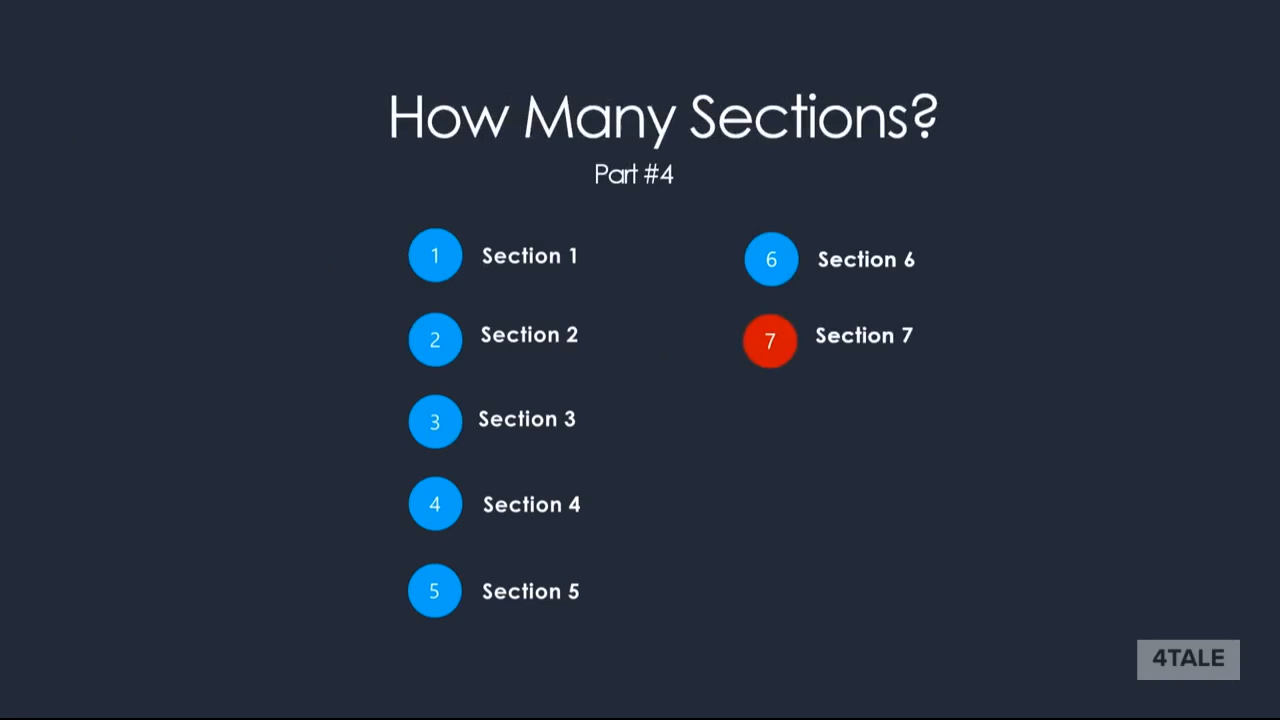 How Many Sections?
Part #4
1 Section 1
2 Section 2
3 Section 3
4 Section 4
5 Section 5
6 Section 6
7 Section 7
4TALE